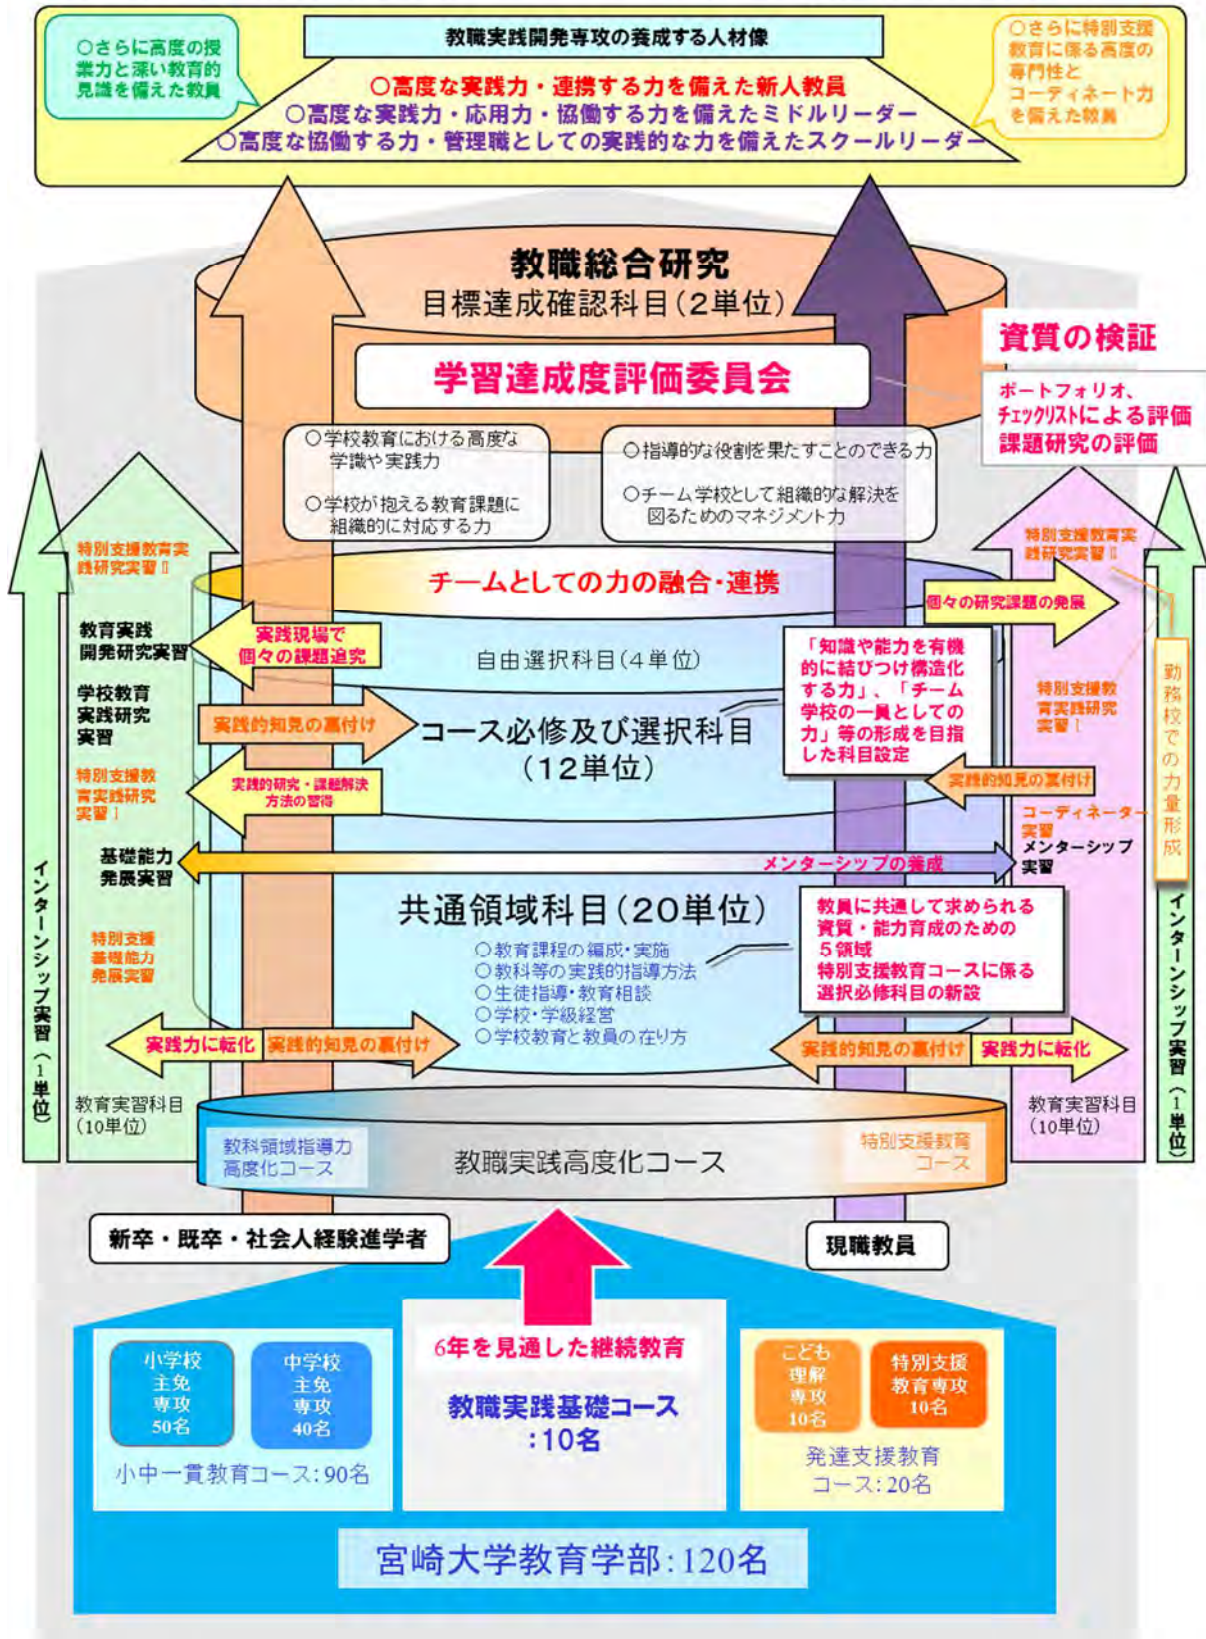 教職実践開発専攻の養成する人材像
○さらに高度の授
業力と深い教育的
見識を備えた教員
○さらに特別支援
教育に係る高度の
専門性と
コーディネート力
を備えた教員
○高度な実践力・連携する力を備えた新人教員
○高度な実践力・応用力・協働する力を備えたミドルリーダー
○高度な協働する力・管理職としての実践的な力を備えたスクールリーダー
教職総合研究
目標達成確認科目(2単位)
学習達成度評価委員会
資質の検証
ポートフォリオ、
チェックリストによる評価
課題研究の評価
○学校教育における高度な
学識や実践力
○学校が抱える教育課題に
組織的に対応する力
○指導的な役割を果たすことのできる力
○チーム学校として組織的な解決を
図るためのマネジメント力
特別支援教育実
践研究実習Ⅱ
チームとしての力の融合・連携
特別支援教育実
践研究実習Ⅱ
個々の研究課題の発展
教育実践
開発研究実習
実践現場で
個々の課題追究
自由選択科目(4単位)
「知識や能力を有機
的に結びつけ構造化
する力」、「チーム
学校の一員としての
力」等の形成を目指
した科目設定
学校教育
実践研究
実習
実践的知見の裏付け
コース必修及び選択科目
(12単位)
特別支援教
育実践研究
実習Ⅰ
勤務校での力量形成
特別支援教
育実践研究
実習Ⅰ
実践的研究・課題解決
方法の習得
実践的知見の裏付け
コーディネーター
実習
メンターシップ
実習
基礎能力
発展実習
メンターシップの養成
インターンシップ実習(1単位)
インターンシップ実習(1単位)
共通領域科目(20単位)
○教育課程の編成・実施
○教科等の実践的指導方法
○生徒指導・教育相談
○学校・学級経営
○学校教育と教員の在り方
教員に共通して求められる
資質・能力育成のための
5領域
特別支援教育コースに係る
選択必修科目の新設
特別支援
基礎能力
発展実習
実践力に転化
実践的知見の裏付け
実践的知見の裏付け
実践力に転化
教育実習科目
(10単位)
教育実習科目
(10単位)
教科領域指導力
高度化コース
教職実践高度化コース
特別支援教育
コース
新卒・既卒・社会人経験進学者
現職教員
小学校
主免
専攻
50名
中学校
主免
専攻
40名
小中一貫教育コース:90名
6年を見通した継続教育
教職実践基礎コース
:10名
こども
理解
専攻
10名
特別支援
教育専攻
10名
発達支援教育
コース:20名
宮崎大学教育学部:120名